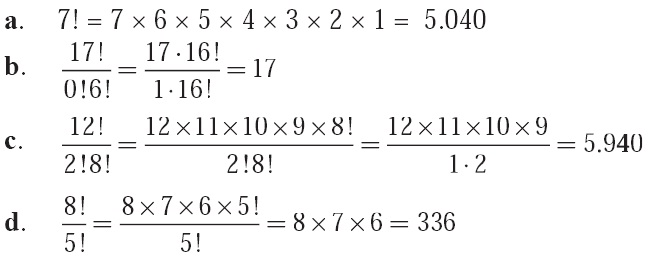 a. 7! = 7 × 6 × 5 × 4 × 3 × 2 × 1 = 5.040
b. 17!/0!6! = 17·16!/1·16! = 17
c. 12!/2!8! = 12×11×10×9×8!/2!8! = 12×11×10×9/1·2 = 5.940
d. 8!/5! = 8×7×6×5!/5! = 8×7×6 = 336